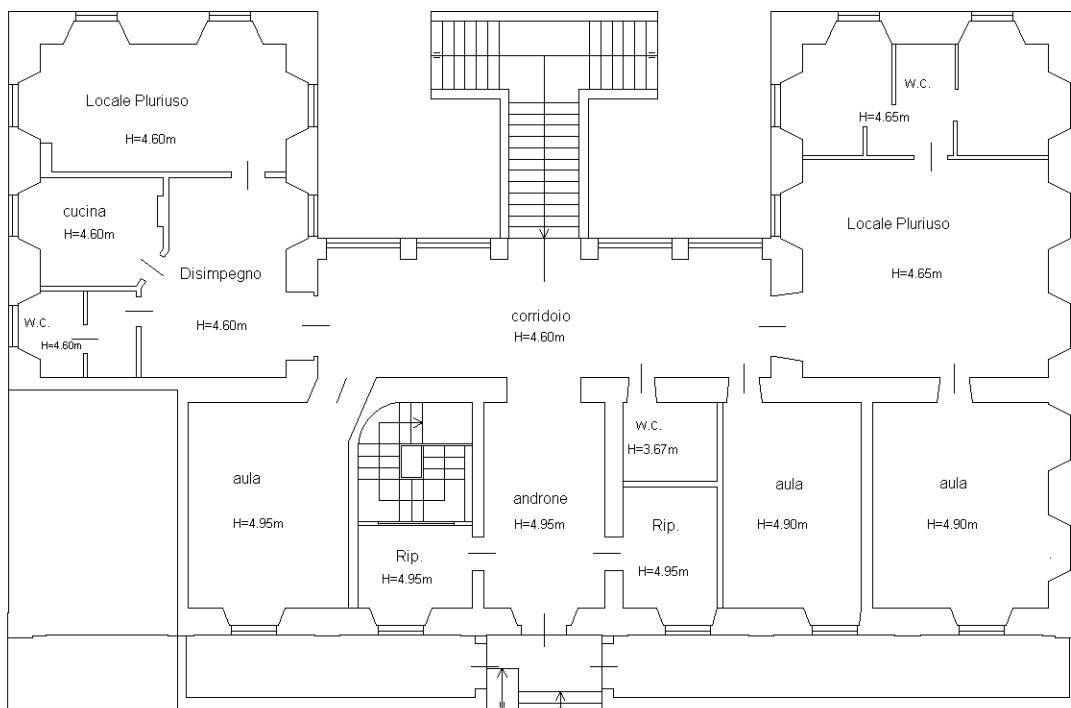 Locale Pluriuso
H=4.60m
W.C.
H=4.65m
cucina
H=4.60m
Locale Pluriuso
H=4.65m
Disimpegno
H=4.60m
W.C.
H=4.60m
corridoio
H=4.60m
W.C.
H=3.67m
aula
H=4.95m
androne
H=4.95m
aula
H=4.90m
aula
H=4.90m
Rip.
H=4.95m
Rip.
H=4.95m